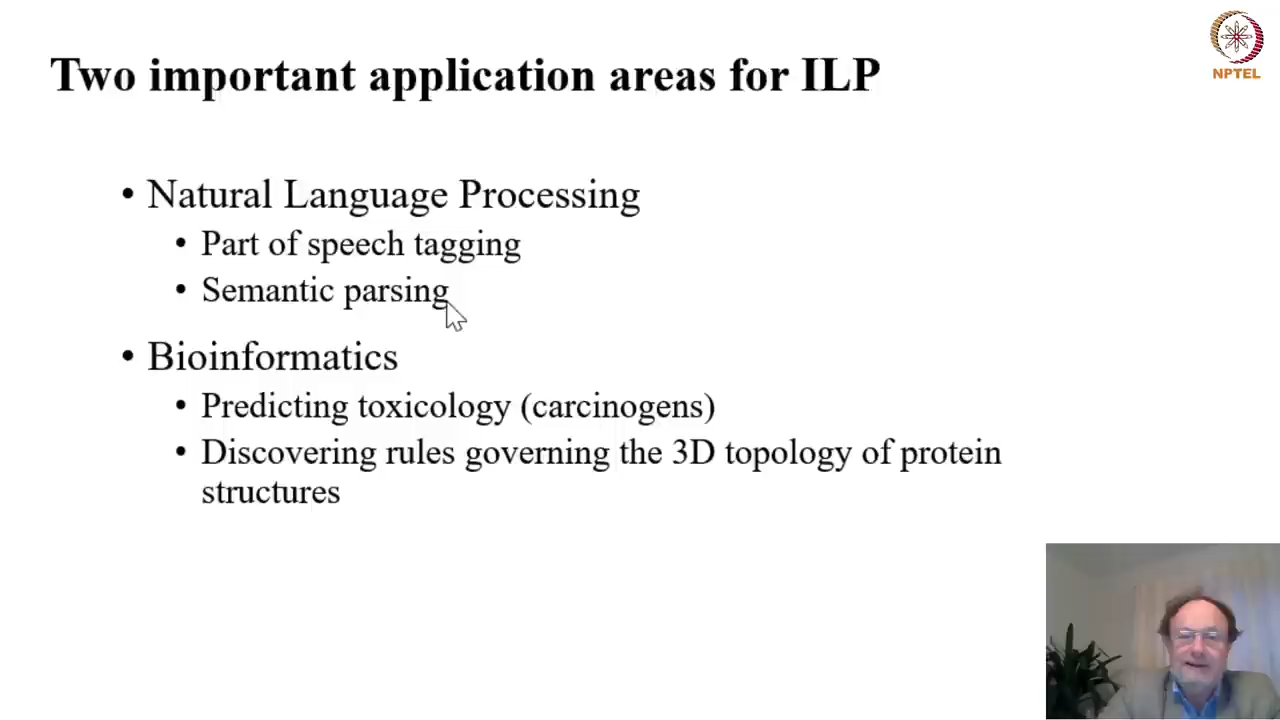 Two important application areas for ILP
NPTEL
• Natural Language Processing
• Part of speech tagging
• Semantic parsing
• Bioinformatics
• Predicting toxicology (carcinogens)
• Discovering rules governing the 3D topology of protein
structures